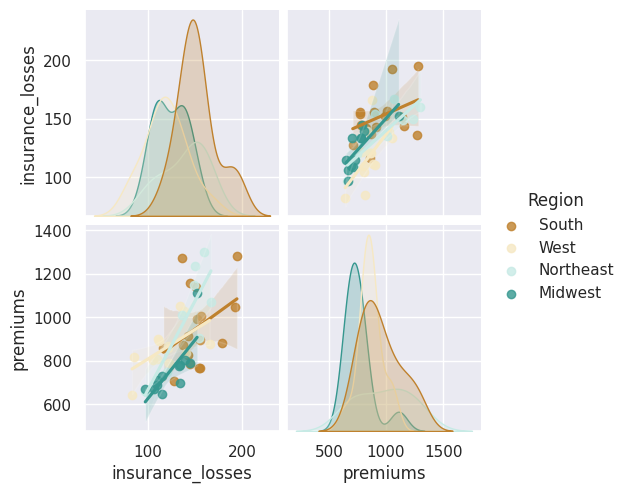 insurance_losses
200
150
100
premiums
1400
1200
1000
800
600
100
200
insurance_losses
500
1000
1500
premiums
Region
South
West
Northeast
Midwest